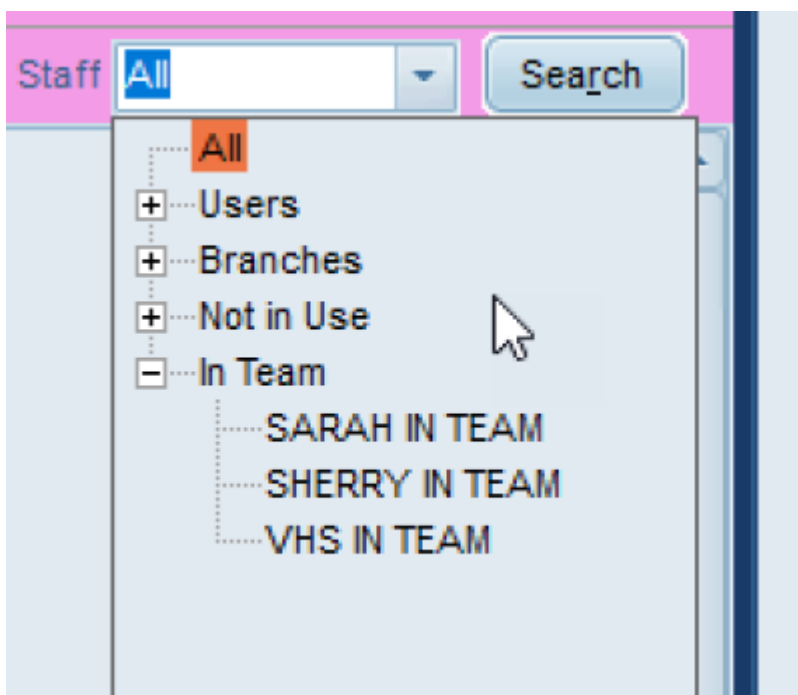 Staff All Search
All
Users
Branches
Not in Use
In Team
SARAH IN TEAM
SHERRY IN TEAM
VHS IN TEAM